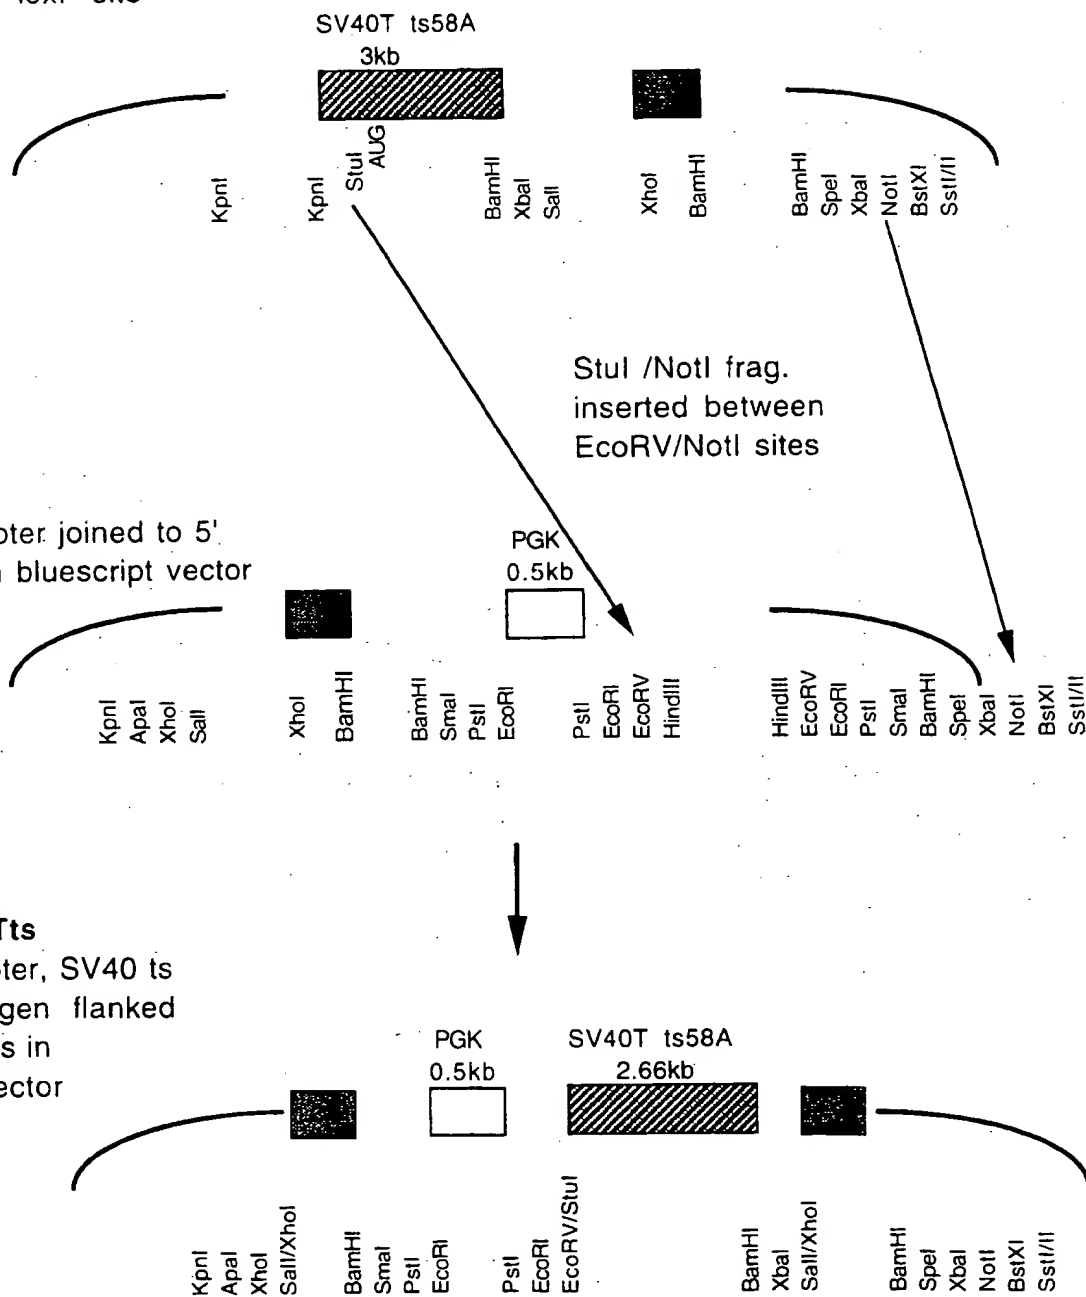 SV40T ts58A
3kb
KpnI
KpnI
StuI
AUG
BamHI
XbaI
SalI
XhoI
BamHI
BamHI
SpeI
XbaI
NotI
BstXI
SstI/II
StuI /NotI frag.
inserted between
EcoRV/NotI sites
joined to 5'
bluescript vector
PGK
0.5kb
KpnI
ApaI
XhoI
SalI
XhoI
BamHI
BamHI
SmaI
PstI
EcoRI
PstI
EcoRI
EcoRV
HindIII
HindIII
EcoRV
EcoRI
PstI
SmaI
BamHI
SpeI
XbaI
NotI
BstXI
SstI/II
Tts
ter, SV40 ts
gen flanked
s in
ector
PGK
0.5kb
SV40T ts58A
2.66kb
KpnI
ApaI
XhoI
SalI/XhoI
BamHI
SmaI
PstI
EcoRI
PstI
EcoRI
EcoRV/StuI
BamHI
XbaI
SalI/XhoI
BamHI
SpeI
XbaI
NotI
BstXI
SstI/II